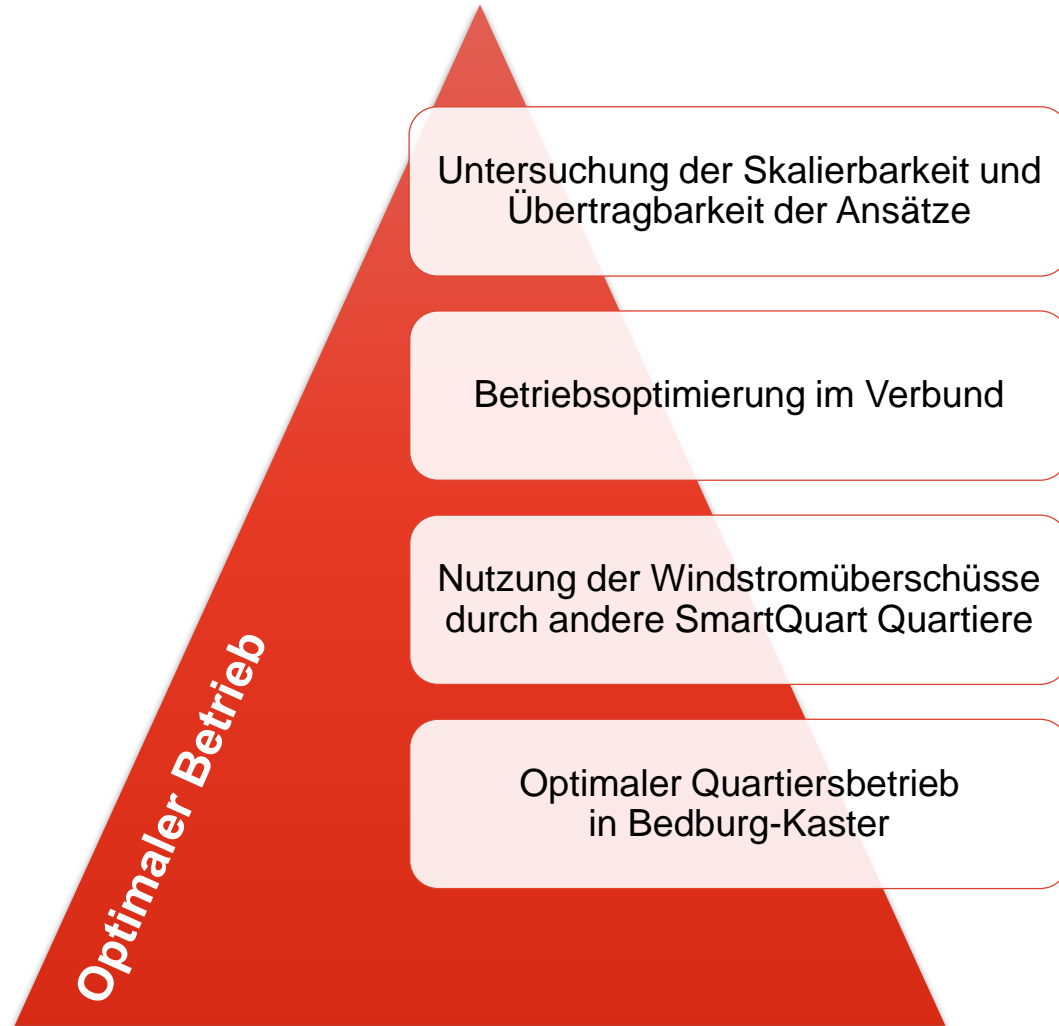 Untersuchung der Skalierbarkeit und
Übertragbarkeit der Ansätze
Betriebsoptimierung im Verbund
Nutzung der Windstromüberschüsse
durch andere SmartQuart Quartiere
Optimaler Quartiersbetrieb
in Bedburg-Kaster
Optimaler Betrieb